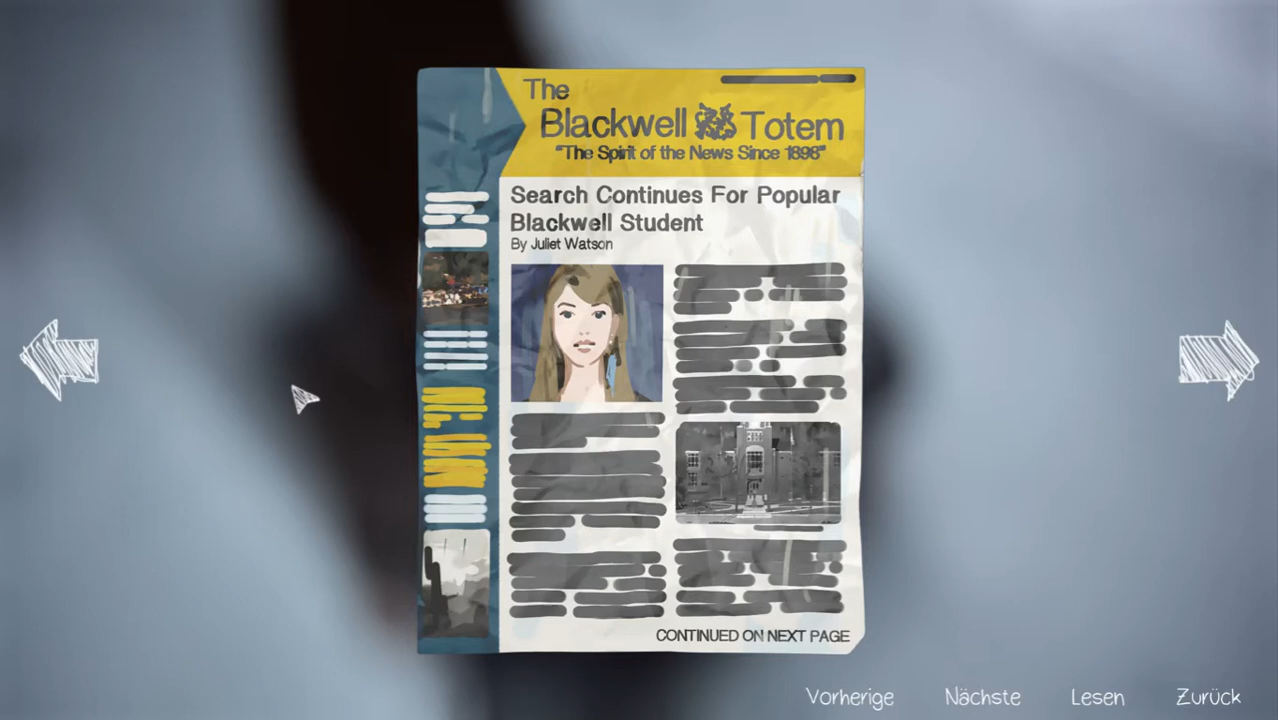 The
Blackwell Totem
"The Spirit of the News Since 1898"
Search Continues For Popular
Blackwell Student
By Juliet Watson
CONTINUED ON NEXT PAGE
Vorherige Nächste Lesen Zurück